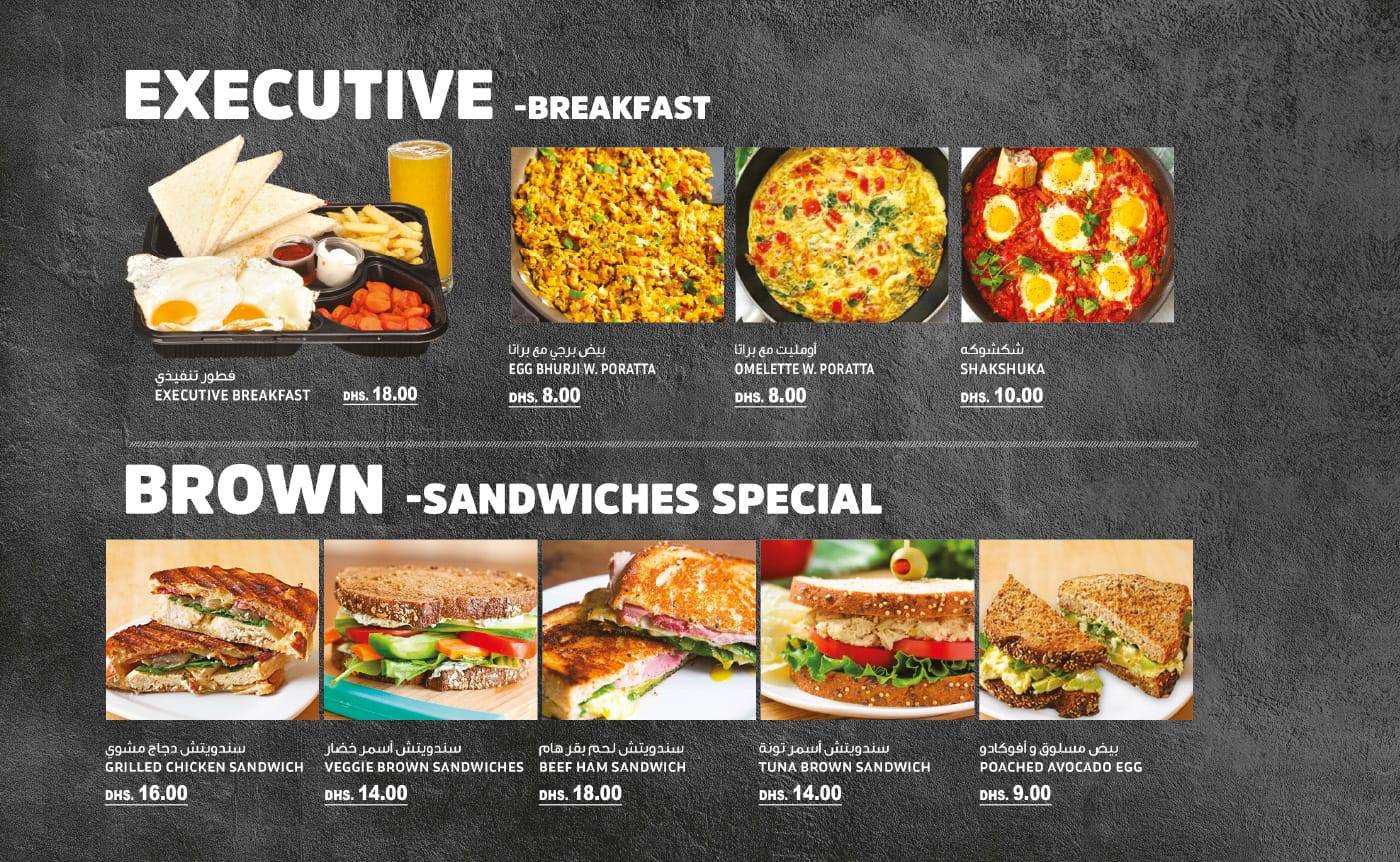 EXECUTIVE -BREAKFAST
فطور تنفيذي
EXECUTIVE BREAKFAST DHS. 18.00
بيض برجي مع براتا
EGG BHURJI W. PORATTA
DHS. 8.00
أومليت مع براتا
OMELETTE W. PORATTA
DHS. 8.00
شكشوكه
SHAKSHUKA
DHS. 10.00
BROWN -SANDWICHES SPECIAL
سندويتش دجاج مشوي
GRILLED CHICKEN SANDWICH
DHS. 16.00
سندويتش أسمر خضار
VEGGIE BROWN SANDWICHES
DHS. 14.00
سندويتش لحم بقر هام
BEEF HAM SANDWICH
DHS. 18.00
سندويتش أسمر تونة
TUNA BROWN SANDWICH
DHS. 14.00
بيض مسلوق و أفوكادو
POACHED AVOCADO EGG
DHS. 9.00